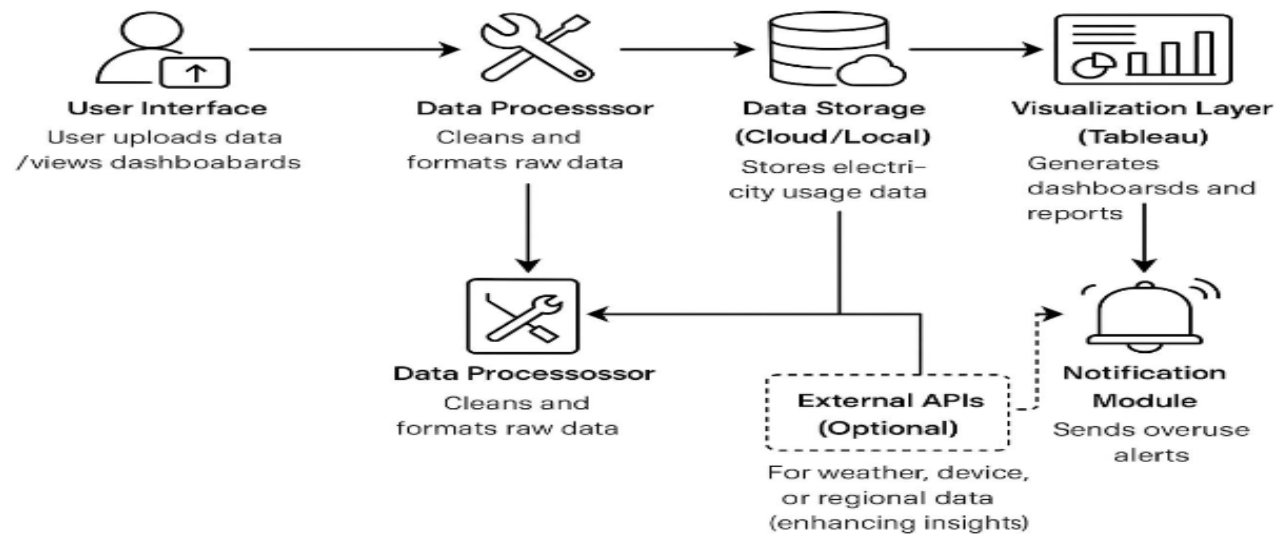 User Interface
User uploads data
/views dashboabards
Data Processssor
Cleans and
formats raw data
Data Storage
(Cloud/Local)
Stores electri-
city usage data
Visualization Layer
(Tableau)
Generates
dashboarsds and
reports
Data Processossor
Cleans and
formats raw data
External APIs
(Optional)
For weather, device,
or regional data
(enhancing insights)
Notification
Module
Sends overuse
alerts